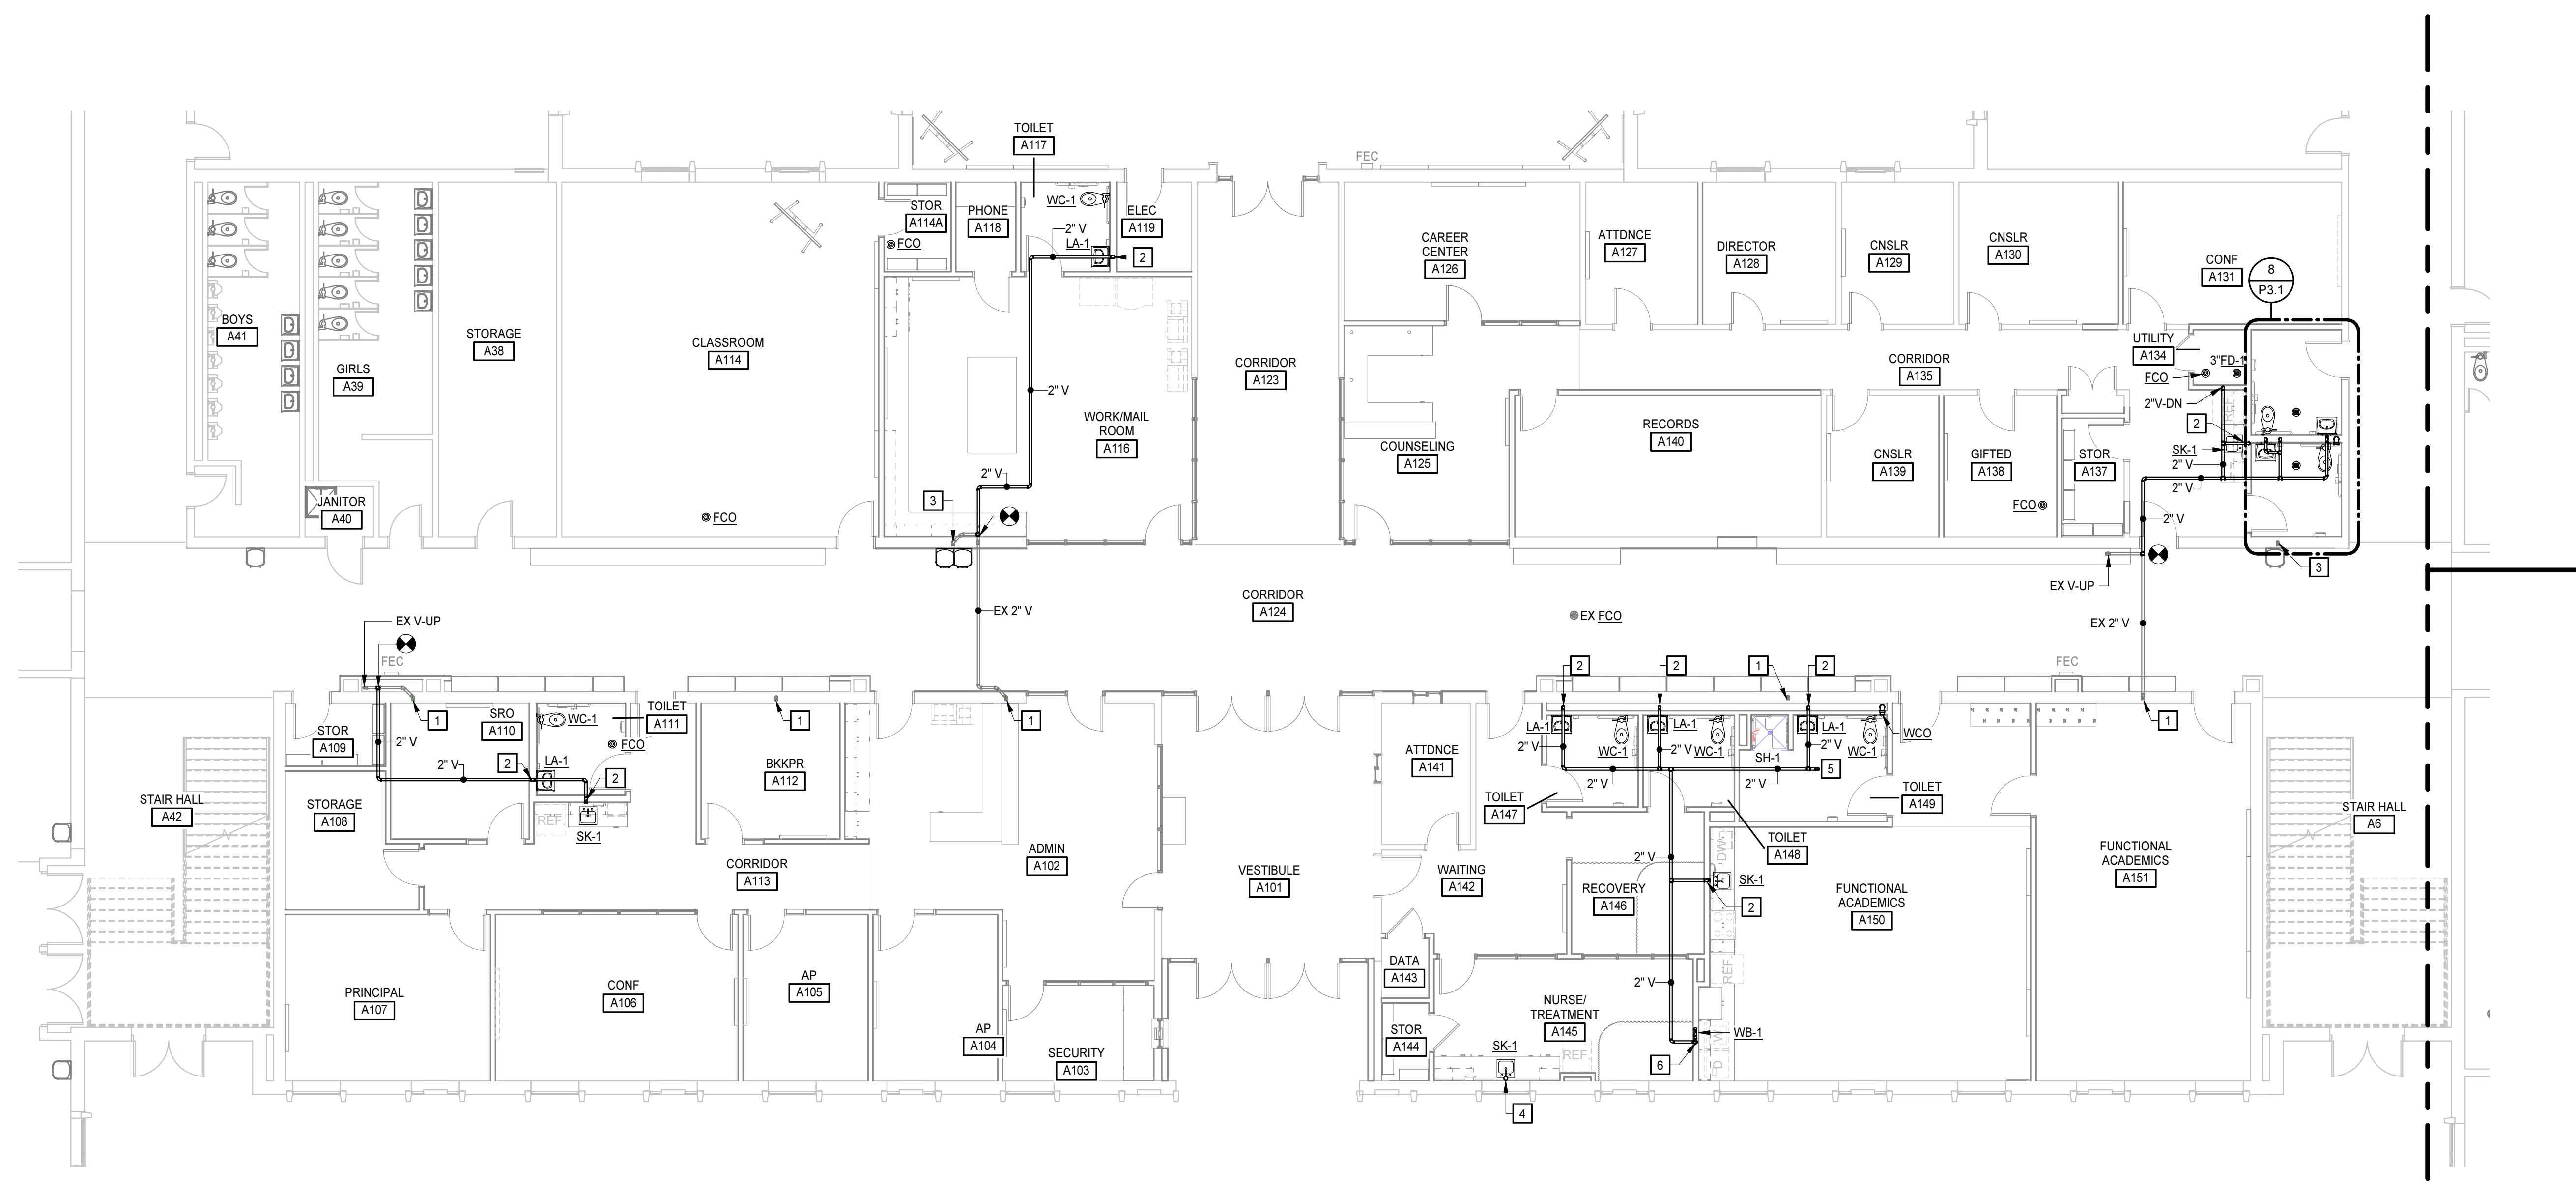 TOILET
A117
FEC
WC-1
STOR
A114A
PHONE
A118
ELEC
A119
2" V
LA-1
2
FCO
CAREER
CENTER
A126
ATTDNCE
A127
DIRECTOR
A128
CNSLR
A129
CNSLR
A130
CONF
A131
8
P3.1
BOYS
A41
STORAGE
A38
CLASSROOM
A114
GIRLS
A39
CORRIDOR
A123
UTILITY
A134
3"FD-1
FCO
CORRIDOR
A135
2" V
WORK/MAIL
ROOM
A116
2"V-DN
REF
2
RECORDS
A140
COUNSELING
A125
SK-1
2" V
CNSLR
A139
GIFTED
A138
STOR
A137
2" V
2" V
3
JANITOR
A40
FCO
FCO
2" V
3
EX V-UP
CORRIDOR
A124
EX 2" V
EX FCO
EX 2" V
EX V-UP
FEC
2
2
1
2
FEC
1
SRO
A110
WC-1
TOILET
A111
1
1
1
STOR
A109
2" V
FCO
LA-1
LA-1
LA-1
WCO
2" V
WC-1
2" V
WC-1
SH-1
2" V
WC-1
ATTDNCE
A141
BKKPR
A112
2" V
2
LA-1
2
2" V
2" V
5
STAIR HALL
A42
STORAGE
A108
REF
SK-1
TOILET
A147
TOILET
A149
STAIR HALL
A6
ADMIN
A102
TOILET
A148
DW
2" V
CORRIDOR
A113
VESTIBULE
A101
WAITING
A142
RECOVERY
A146
SK-1
2
FUNCTIONAL
ACADEMICS
A150
FUNCTIONAL
ACADEMICS
A151
PRINCIPAL
A107
CONF
A106
AP
A105
DATA
A143
2" V
REF
NURSE/
TREATMENT
A145
AP
A104
SECURITY
A103
STOR
A144
SK-1
REF
WB-1
6
W
D
4